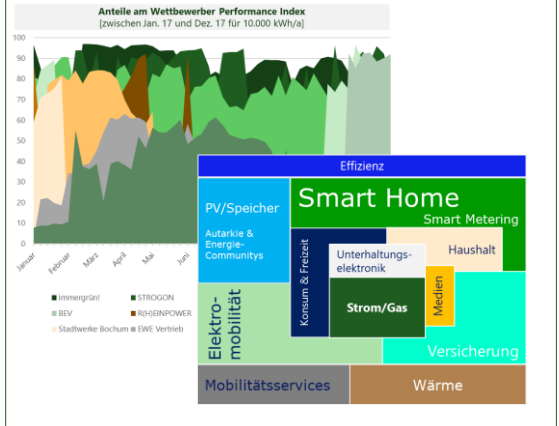 Anteile am Wettbewerber Performance Index
[zwischen Jan. 17 und Dez. 17 für 10.000 kWh/a]
100
90
80
70
60
50
40
30
20
10
0
Januar
Februar
März
April
Mai
Juni
immergrün!
STROGON
BEV
R(H)EINPOWER
Stadtwerke Bochum
EWE Vertrieb
Effizienz
PV/Speicher
Autarkie &
Energie-
Communitys
Smart Home
Smart Metering
Konsum & Freizeit
Unterhaltungs-
elektronik
Haushalt
Medien
Strom/Gas
Elektro-
mobilität
Versicherung
Mobilitätsservices
Wärme